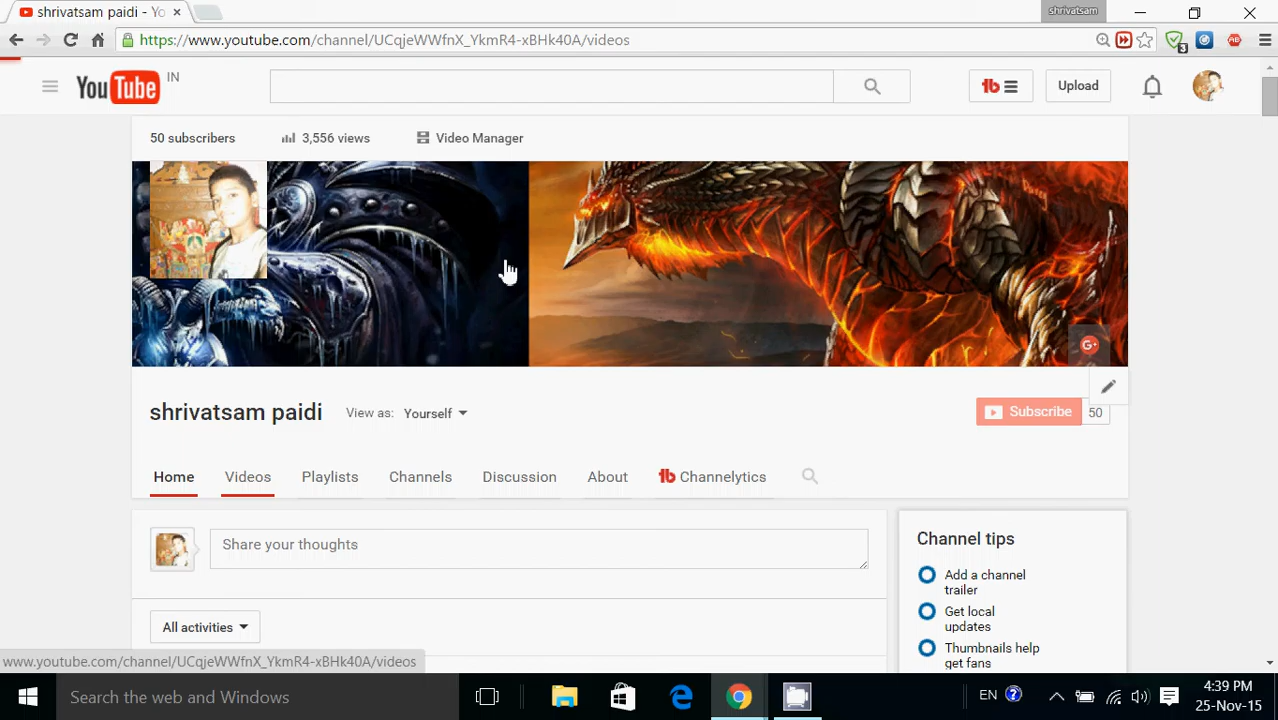 shrivatsam paidi - Yo
shrivatsam
https://www.youtube.com/channel/UCqjeWWfnX_YkmR4-xBHk40A/videos
3
ABP
YouTube IN
Upload
50 subscribers
3,556 views
Video Manager
G+
shrivatsam paidi
View as: Yourself
Subscribe 50
Home
Videos
Playlists
Channels
Discussion
About
tb Channelytics
Share your thoughts
Channel tips
Add a channel
trailer
Get local
updates
Thumbnails help
get fans
All activities
www.youtube.com/channel/UCqjeWWfnX_YkmR4-xBHk40A/videos
Search the web and Windows
EN
4:39 PM
25-Nov-15